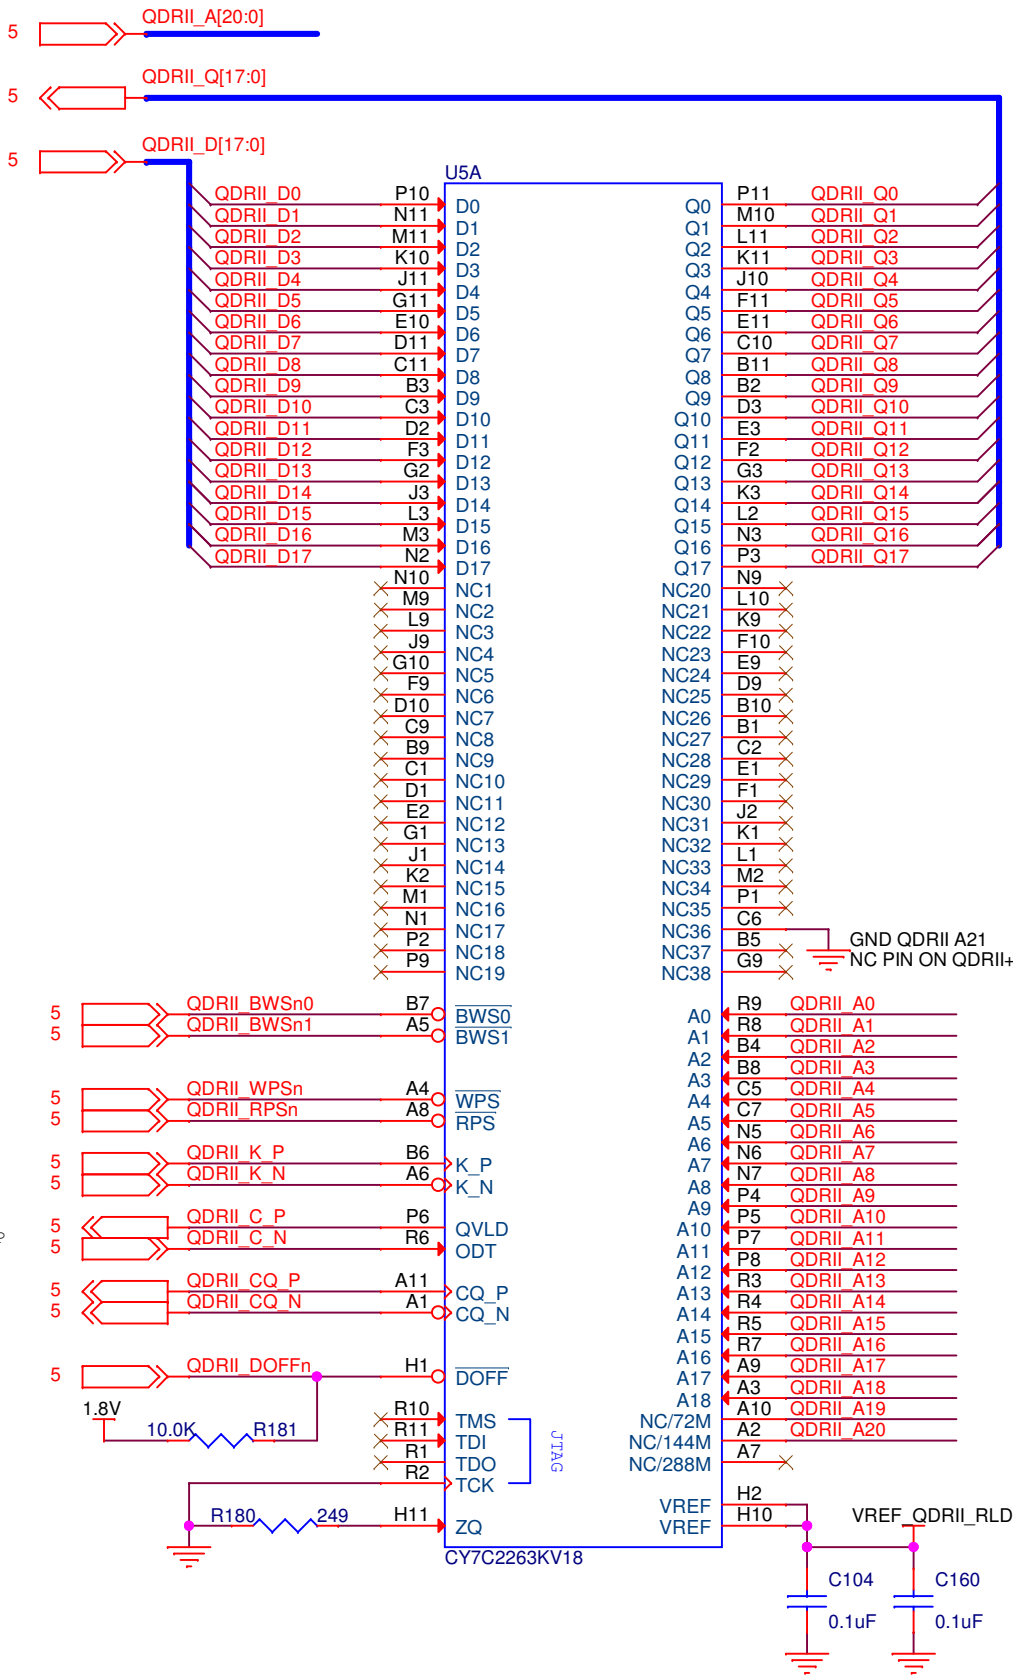 5 QDRII_A[20:0]
5 QDRII_Q[17:0]
5 QDRII_D[17:0]
U5A
QDRII_D0 P10 D0 Q0 P11 QDRII_Q0
QDRII_D1 N11 D1 Q1 M10 QDRII_Q1
QDRII_D2 M11 D2 Q2 L11 QDRII_Q2
QDRII_D3 K10 D3 Q3 K11 QDRII_Q3
QDRII_D4 J11 D4 Q4 J10 QDRII_Q4
QDRII_D5 G11 D5 Q5 F11 QDRII_Q5
QDRII_D6 E10 D6 Q6 E11 QDRII_Q6
QDRII_D7 D11 D7 Q7 C10 QDRII_Q7
QDRII_D8 C11 D8 Q8 B11 QDRII_Q8
QDRII_D9 B3 D9 Q9 B2 QDRII_Q9
QDRII_D10 C3 D10 Q10 D3 QDRII_Q10
QDRII_D11 D2 D11 Q11 E3 QDRII_Q11
QDRII_D12 F3 D12 Q12 F2 QDRII_Q12
QDRII_D13 G2 D13 Q13 G3 QDRII_Q13
QDRII_D14 J3 D14 Q14 K3 QDRII_Q14
QDRII_D15 L3 D15 Q15 L2 QDRII_Q15
QDRII_D16 M3 D16 Q16 N3 QDRII_Q16
QDRII_D17 N2 D17 Q17 P3 QDRII_Q17
N10 NC1 NC20 N9
M9 NC2 NC21 L10
L9 NC3 NC22 K9
J9 NC4 NC23 F10
G10 NC5 NC24 E9
F9 NC6 NC25 D9
D10 NC7 NC26 B10
C9 NC8 NC27 B1
B9 NC9 NC28 C2
C1 NC10 NC29 E1
D1 NC11 NC30 F1
E2 NC12 NC31 J2
G1 NC13 NC32 K1
J1 NC14 NC33 L1
K2 NC15 NC34 M2
M1 NC16 NC35 P1
N1 NC17 NC36 C6
P2 NC18 NC37 B5 GND QDRII A21
P9 NC19 NC38 G9 NC PIN ON QDRII+
5 QDRII_BWSn0 B7 BWS0 A0 R9 QDRII_A0
5 QDRII_BWSn1 A5 BWS1 A1 R8 QDRII_A1
A2 B4 QDRII_A2
A3 B8 QDRII_A3
5 QDRII_WPSn A4 WPS A4 C5 QDRII_A4
5 QDRII_RPSn A8 RPS A5 C7 QDRII_A5
A6 N5 QDRII_A6
5 QDRII_K_P B6 K_P A7 N6 QDRII_A7
5 QDRII_K_N A6 K_N A8 N7 QDRII_A8
A9 P4 QDRII_A9
5 QDRII_C_P P6 QVLD A10 P5 QDRII_A10
5 QDRII_C_N R6 ODT A11 P7 QDRII_A11
A12 P8 QDRII_A12
5 QDRII_CQ_P A11 CQ_P A13 R3 QDRII_A13
5 QDRII_CQ_N A1 CQ_N A14 R4 QDRII_A14
A15 R5 QDRII_A15
A16 R7 QDRII_A16
5 QDRII_DOFFn H1 DOFF A17 A9 QDRII_A17
A18 A3 QDRII_A18
1.8V R10 TMS NC/72M A10 QDRII_A19
10.0K R181 R11 TDI NC/144M A2 QDRII_A20
R1 TDO JTAG NC/288M A7
R2 TCK
VREF H2
R180 249 H11 ZQ VREF H10 VREF_QDRII_RLD
CY7C2263KV18
C104 C160
0.1uF 0.1uF